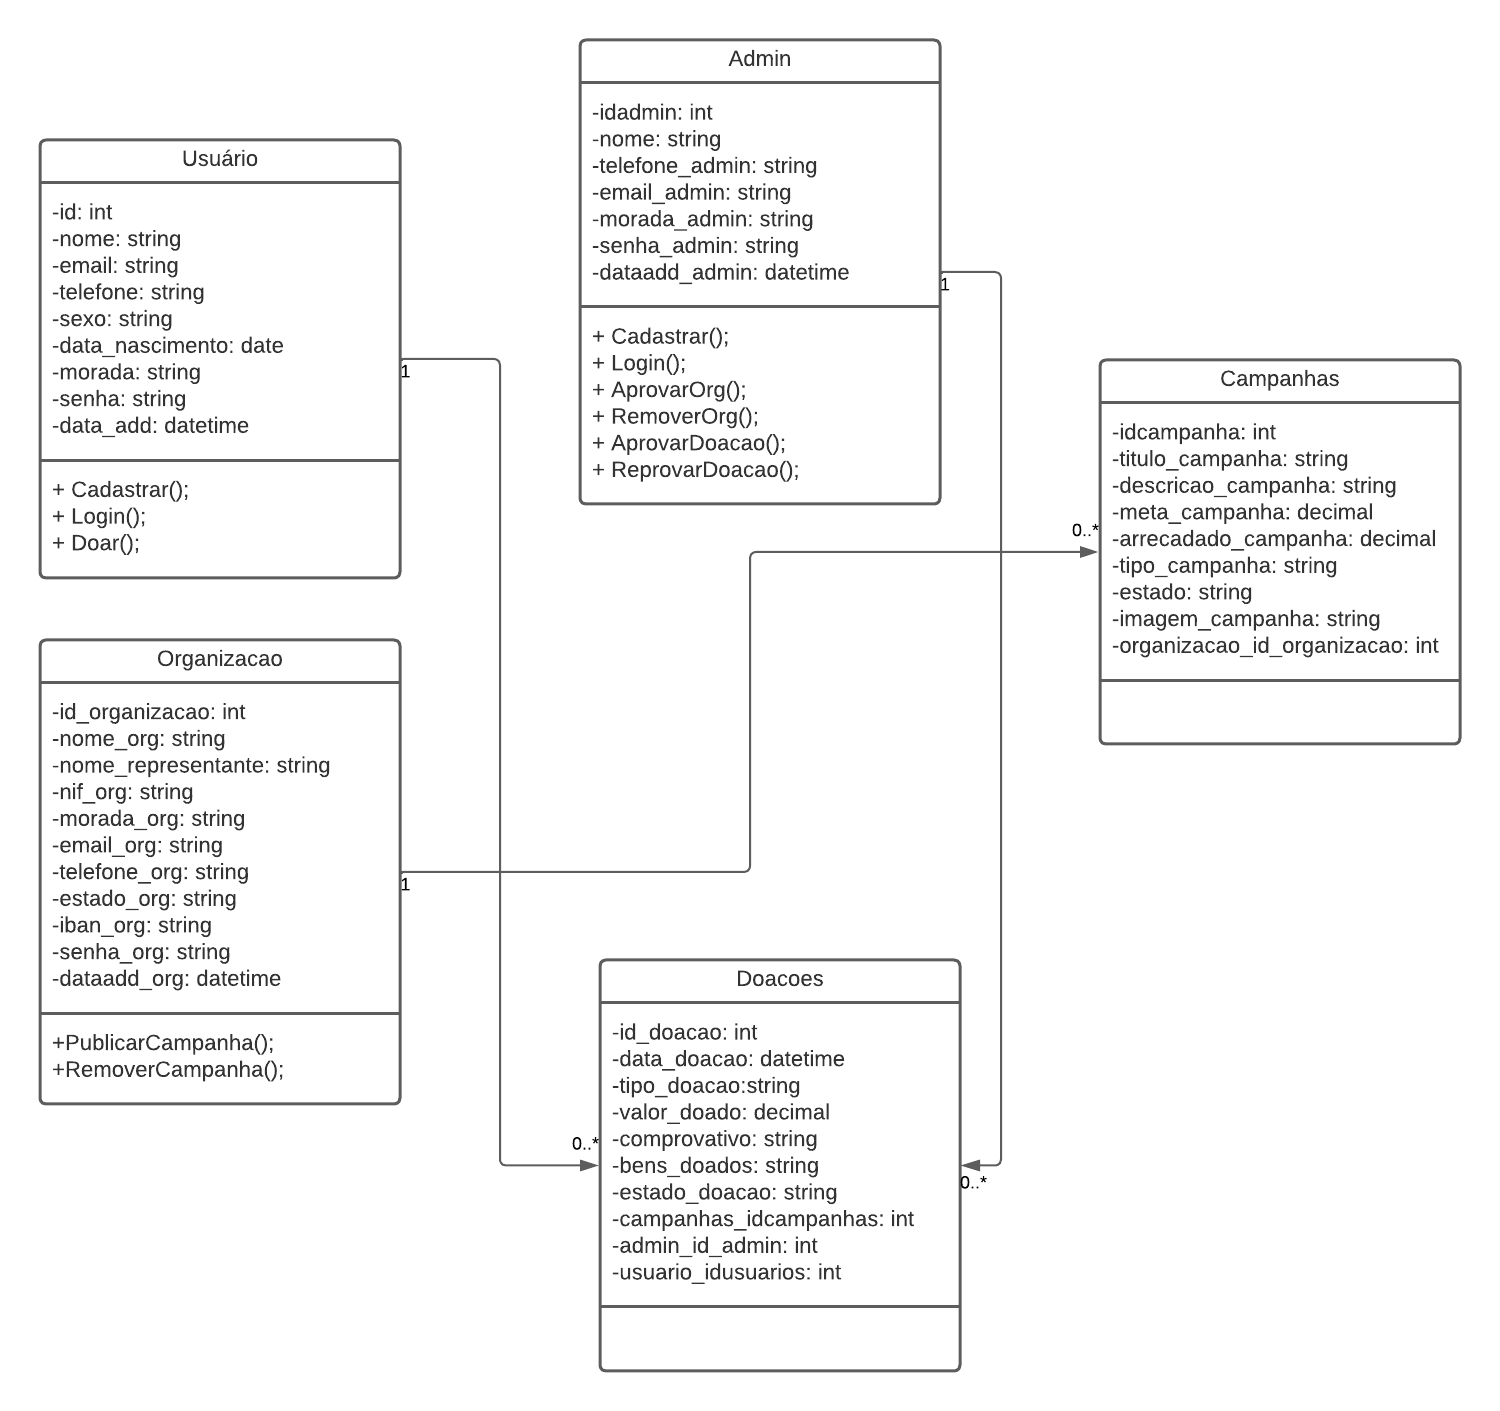 Usuário
-id: int
-nome: string
-email: string
-telefone: string
-sexo: string
-data_nascimento: date
-morada: string
-senha: string
-data_add: datetime
+ Cadastrar();
+ Login();
+ Doar();
1
Admin
-idadmin: int
-nome: string
-telefone_admin: string
-email_admin: string
-morada_admin: string
-senha_admin: string
-dataadd_admin: datetime
+ Cadastrar();
+ Login();
+ AprovarOrg();
+ RemoverOrg();
+ AprovarDoacao();
+ ReprovarDoacao();
1
Campanhas
-idcampanha: int
-titulo_campanha: string
-descricao_campanha: string
-meta_campanha: decimal
-arrecadado_campanha: decimal
-tipo_campanha: string
-estado: string
-imagem_campanha: string
-organizacao_id_organizacao: int
0..*
Organizacao
-id_organizacao: int
-nome_org: string
-nome_representante: string
-nif_org: string
-morada_org: string
-email_org: string
-telefone_org: string
-estado_org: string
-iban_org: string
-senha_org: string
-dataadd_org: datetime
+PublicarCampanha();
+RemoverCampanha();
1
Doacoes
-id_doacao: int
-data_doacao: datetime
-tipo_doacao:string
-valor_doado: decimal
-comprovativo: string
-bens_doados: string
-estado_doacao: string
-campanhas_idcampanhas: int
-admin_id_admin: int
-usuario_idusuarios: int
0..*
0..*